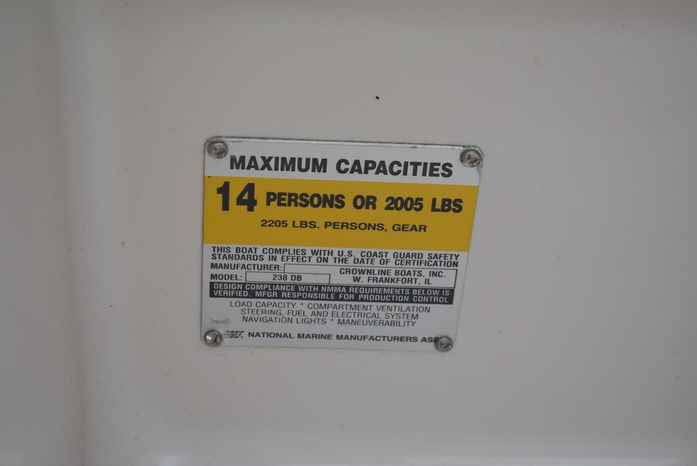 MAXIMUM CAPACITIES
14 PERSONS OR 2005 LBS
2205 LBS. PERSONS, GEAR
THIS BOAT COMPLIES WITH U.S. COAST GUARD SAFETY
STANDARDS IN EFFECT ON THE DATE OF CERTIFICATION
MANUFACTURER: CROWNLINE BOATS, INC.
MODEL: 238 DB W. FRANKFORT, IL
DESIGN COMPLIANCE WITH NMMA REQUIREMENTS BELOW IS
VERIFIED. MFGR RESPONSIBLE FOR PRODUCTION CONTROL
LOAD CAPACITY * COMPARTMENT VENTILATION
STEERING, FUEL AND ELECTRICAL SYSTEM
NAVIGATION LIGHTS * MANEUVERABILITY
NATIONAL MARINE MANUFACTURERS